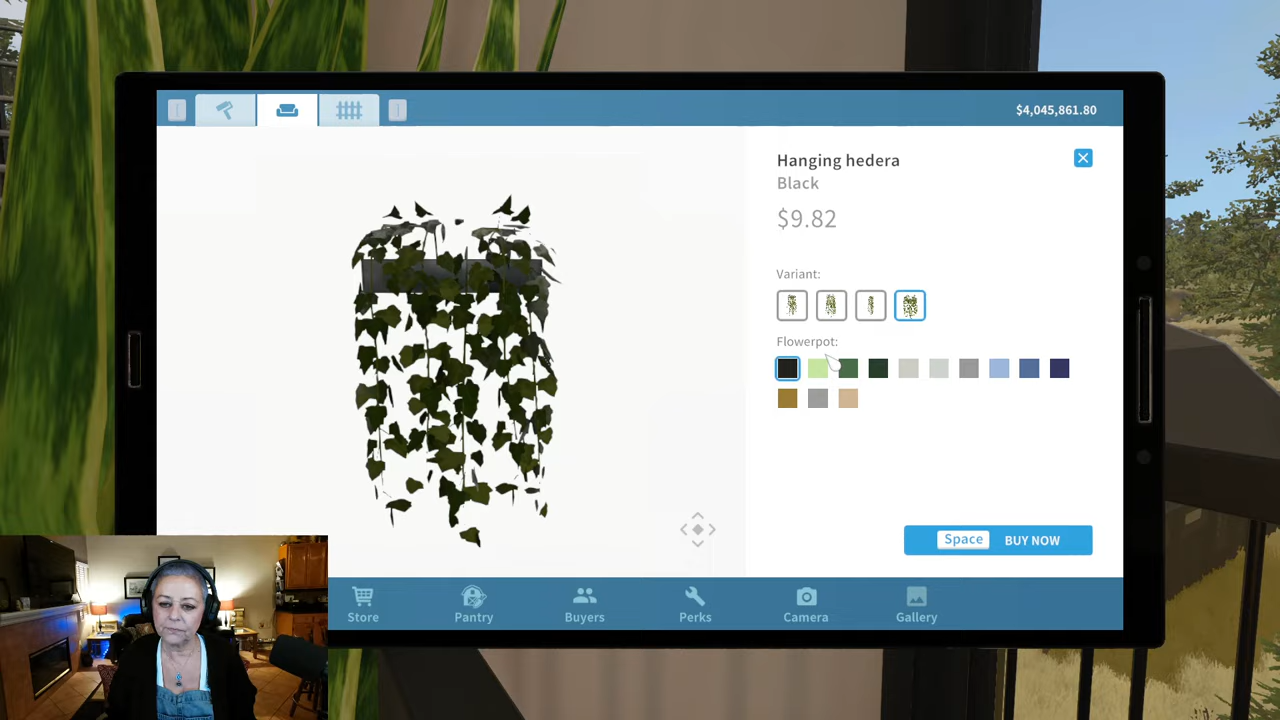 $4,045,861.80
Hanging hedera
Black
$9.82
Variant:
Flowerpot:
Space BUY NOW
Store Pantry Buyers Perks Camera Gallery